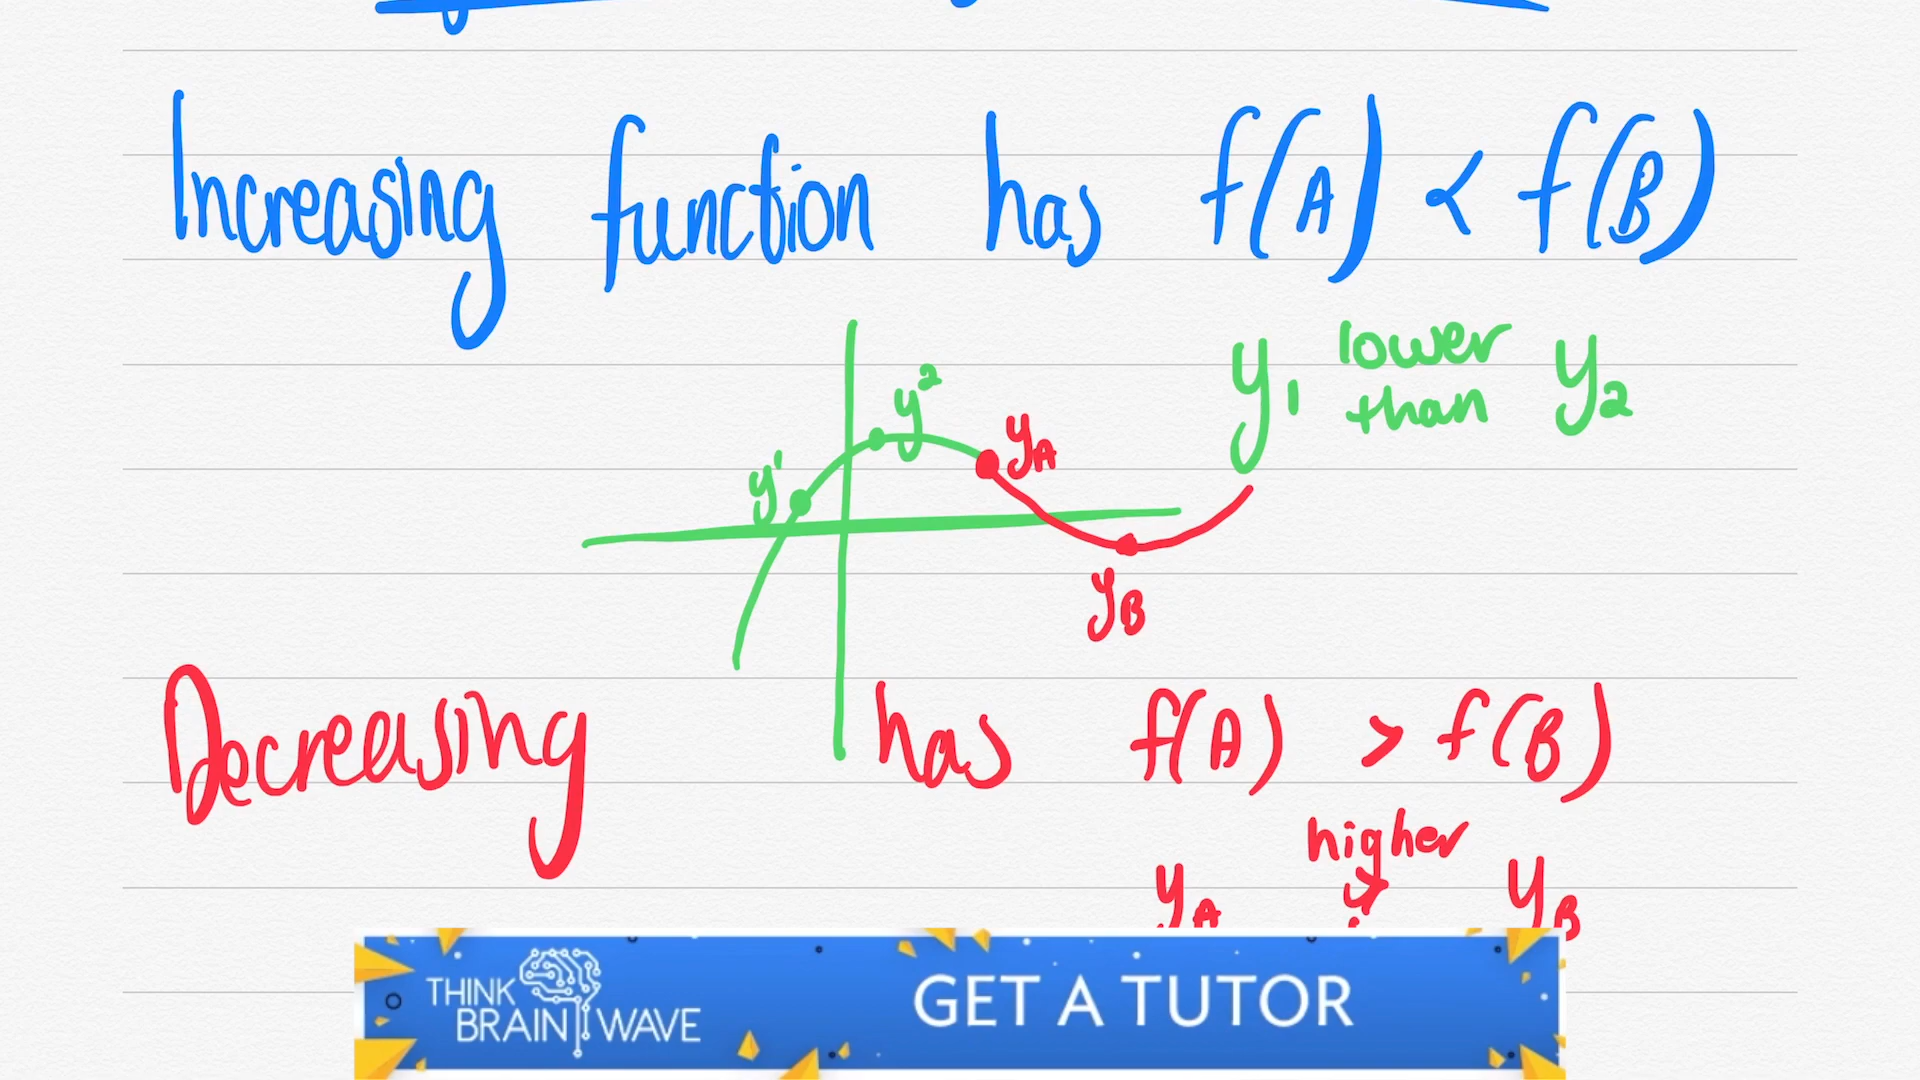 Increasing function has f(A) < f(B)
y1 lower than y2
y2
y1
yA
yB
Decreasing has f(A) > f(B)
higher
yA > yB
THINK BRAIN WAVE
GET A TUTOR